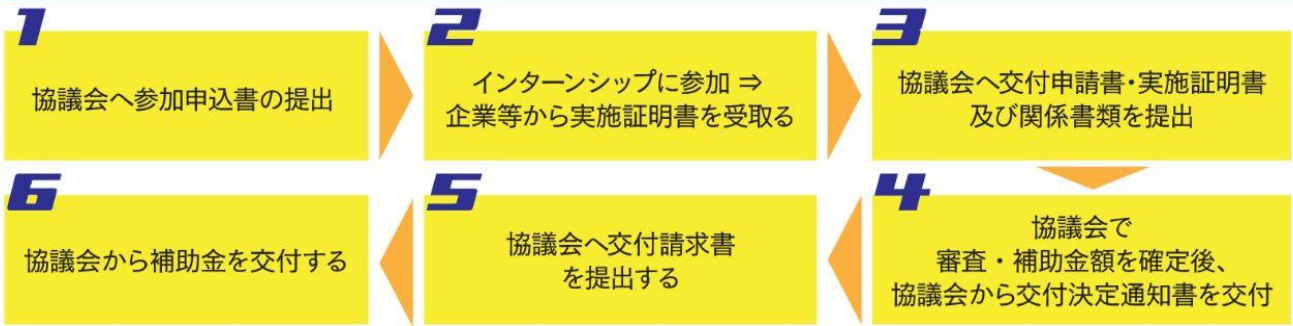 1
協議会へ参加申込書の提出
2
インターンシップに参加 ⇒
企業等から実施証明書を受取る
3
協議会へ交付申請書・実施証明書
及び関係書類を提出
4
協議会で
審査・補助金額を確定後、
協議会から交付決定通知書を交付
5
協議会へ交付請求書
を提出する
6
協議会から補助金を交付する